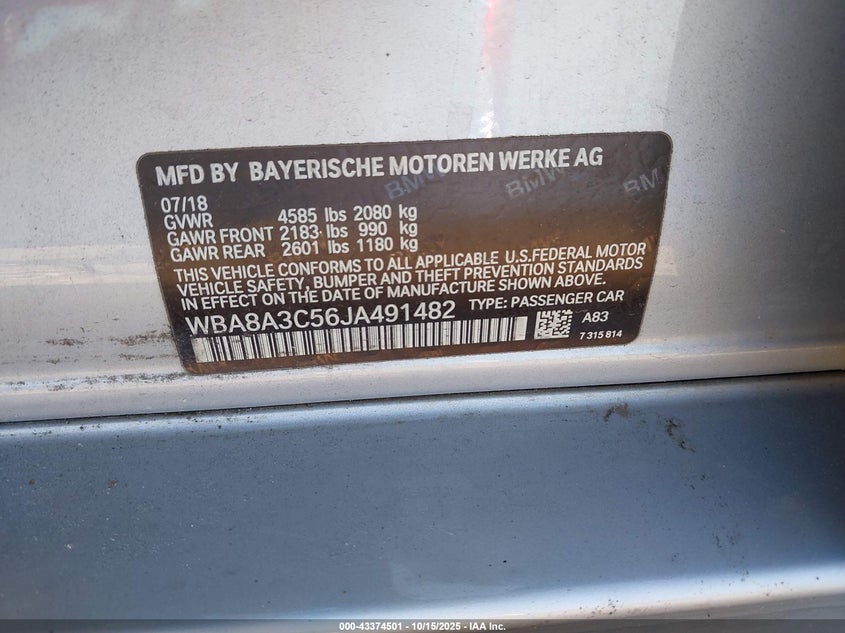 MFD BY BAYERISCHE MOTOREN WERKE AG
BMW BMW BMW
07/18
GVWR 4585 lbs 2080 kg
GAWR FRONT 2183 lbs 990 kg
GAWR REAR 2601 lbs 1180 kg
THIS VEHICLE CONFORMS TO ALL APPLICABLE U.S.FEDERAL MOTOR
VEHICLE SAFETY, BUMPER AND THEFT PREVENTION STANDARDS
IN EFFECT ON THE DATE OF MANUFACTURE SHOWN ABOVE.
WBA8A3C56JA491482 TYPE: PASSENGER CAR
A83
7 315 814
000-43374501 - 10/15/2025 - IAA Inc.